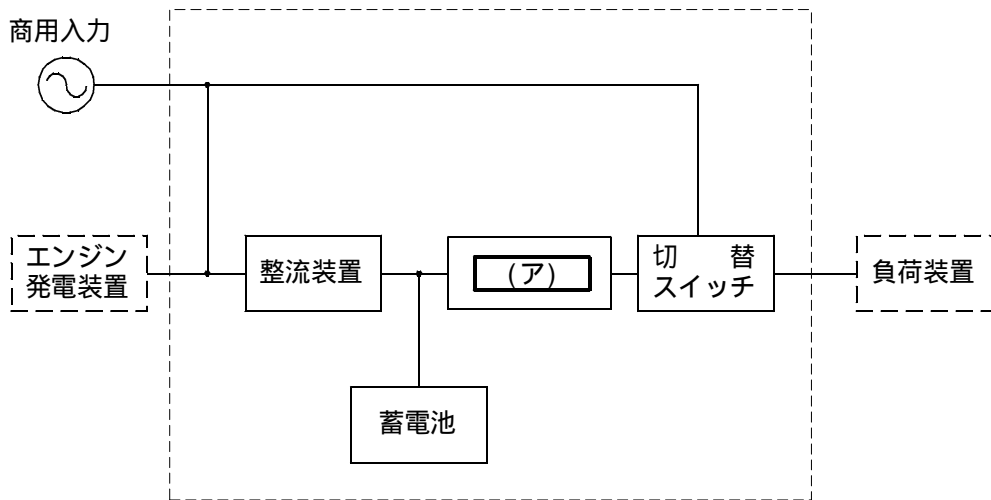 商用入力
エンジン
発電装置
整流装置
(ア)
切 替
スイッチ
負荷装置
蓄電池